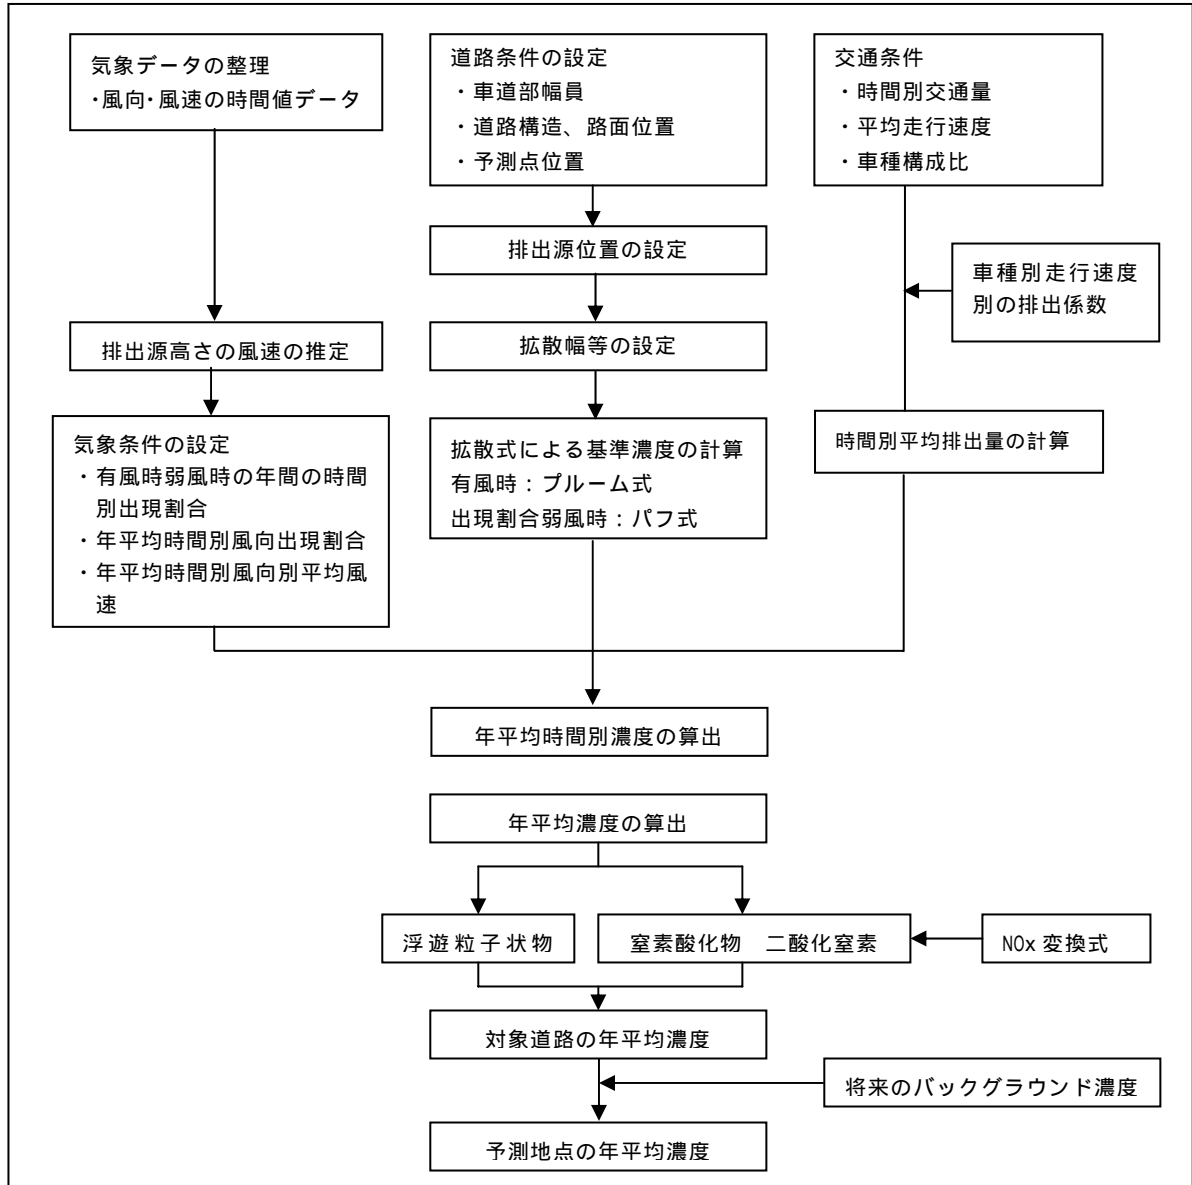 気象データの整理
・風向・風速の時間値データ
道路条件の設定
・車道部幅員
・道路構造、路面位置
・予測点位置
交通条件
・時間別交通量
・平均走行速度
・車種構成比
排出源位置の設定
車種別走行速度
別の排出係数
排出源高さの風速の推定
拡散幅等の設定
気象条件の設定
・有風時弱風時の年間の時間
別出現割合
・年平均時間別風向出現割合
・年平均時間別風向別平均風
速
拡散式による基準濃度の計算
有風時：プルーム式
出現割合弱風時：パフ式
時間別平均排出量の計算
年平均時間別濃度の算出
年平均濃度の算出
浮遊粒子状物
窒素酸化物　二酸化窒素
NOx 変換式
対象道路の年平均濃度
将来のバックグラウンド濃度
予測地点の年平均濃度